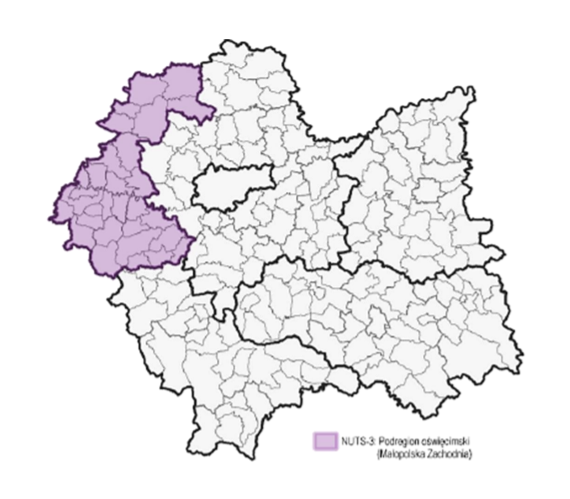 NUTS-3: Podregion oświęcimski
(Małopolska Zachodnia)